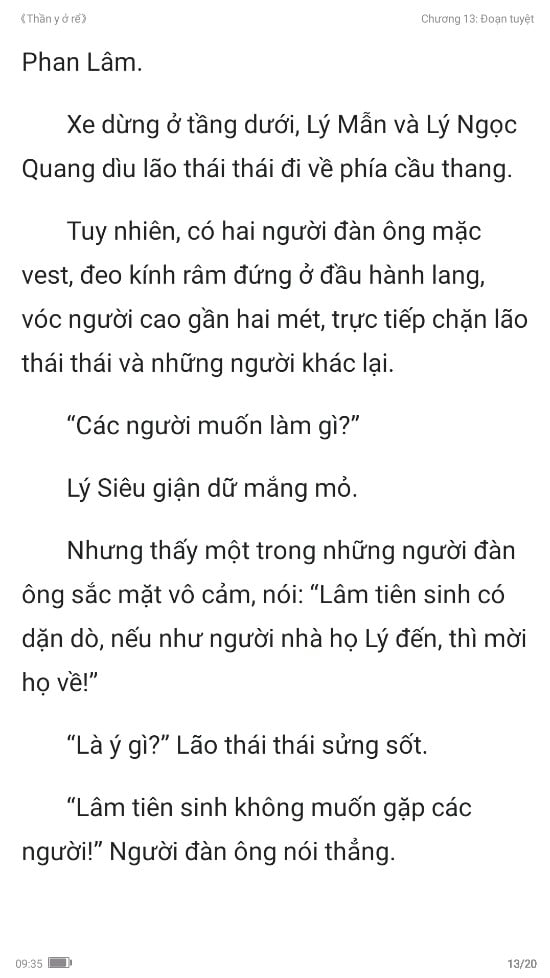 《Thần y ở rể》
Chương 13: Đoạn tuyệt
Phan Lâm.
Xe dừng ở tầng dưới, Lý Mẫn và Lý Ngọc
Quang dìu lão thái thái đi về phía cầu thang.
Tuy nhiên, có hai người đàn ông mặc
vest, đeo kính râm đứng ở đầu hành lang,
vóc người cao gần hai mét, trực tiếp chặn lão
thái thái và những người khác lại.
“Các người muốn làm gì?”
Lý Siêu giận dữ mắng mỏ.
Nhưng thấy một trong những người đàn
ông sắc mặt vô cảm, nói: “Lâm tiên sinh có
dặn dò, nếu như người nhà họ Lý đến, thì mời
họ về!”
“Là ý gì?” Lão thái thái sửng sốt.
“Lâm tiên sinh không muốn gặp các
người!” Người đàn ông nói thẳng.
09:35
13/20